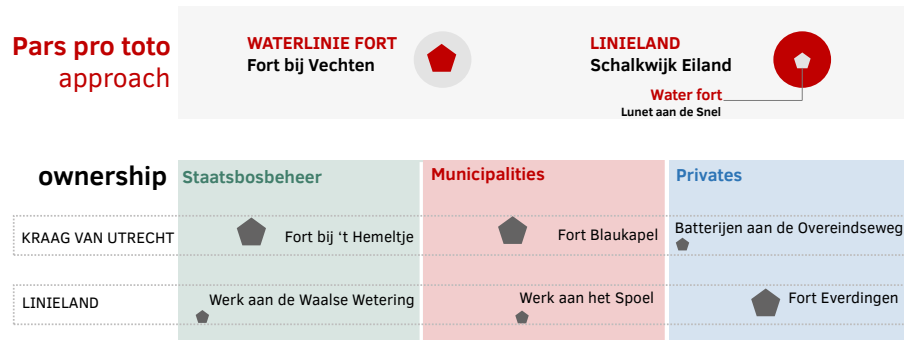 Pars pro toto
approach
WATERLINIE FORT
Fort bij Vechten
LINIELAND
Schalkwijk Eiland
Water fort
Lunet aan de Snel
ownership
Staatsbosbeheer
Municipalities
Privates
KRAAG VAN UTRECHT
Fort bij ‘t Hemeltje
Fort Blaukapel
Batterijen aan de Overeindseweg
LINIELAND
Werk aan de Waalse Wetering
Werk aan het Spoel
Fort Everdingen